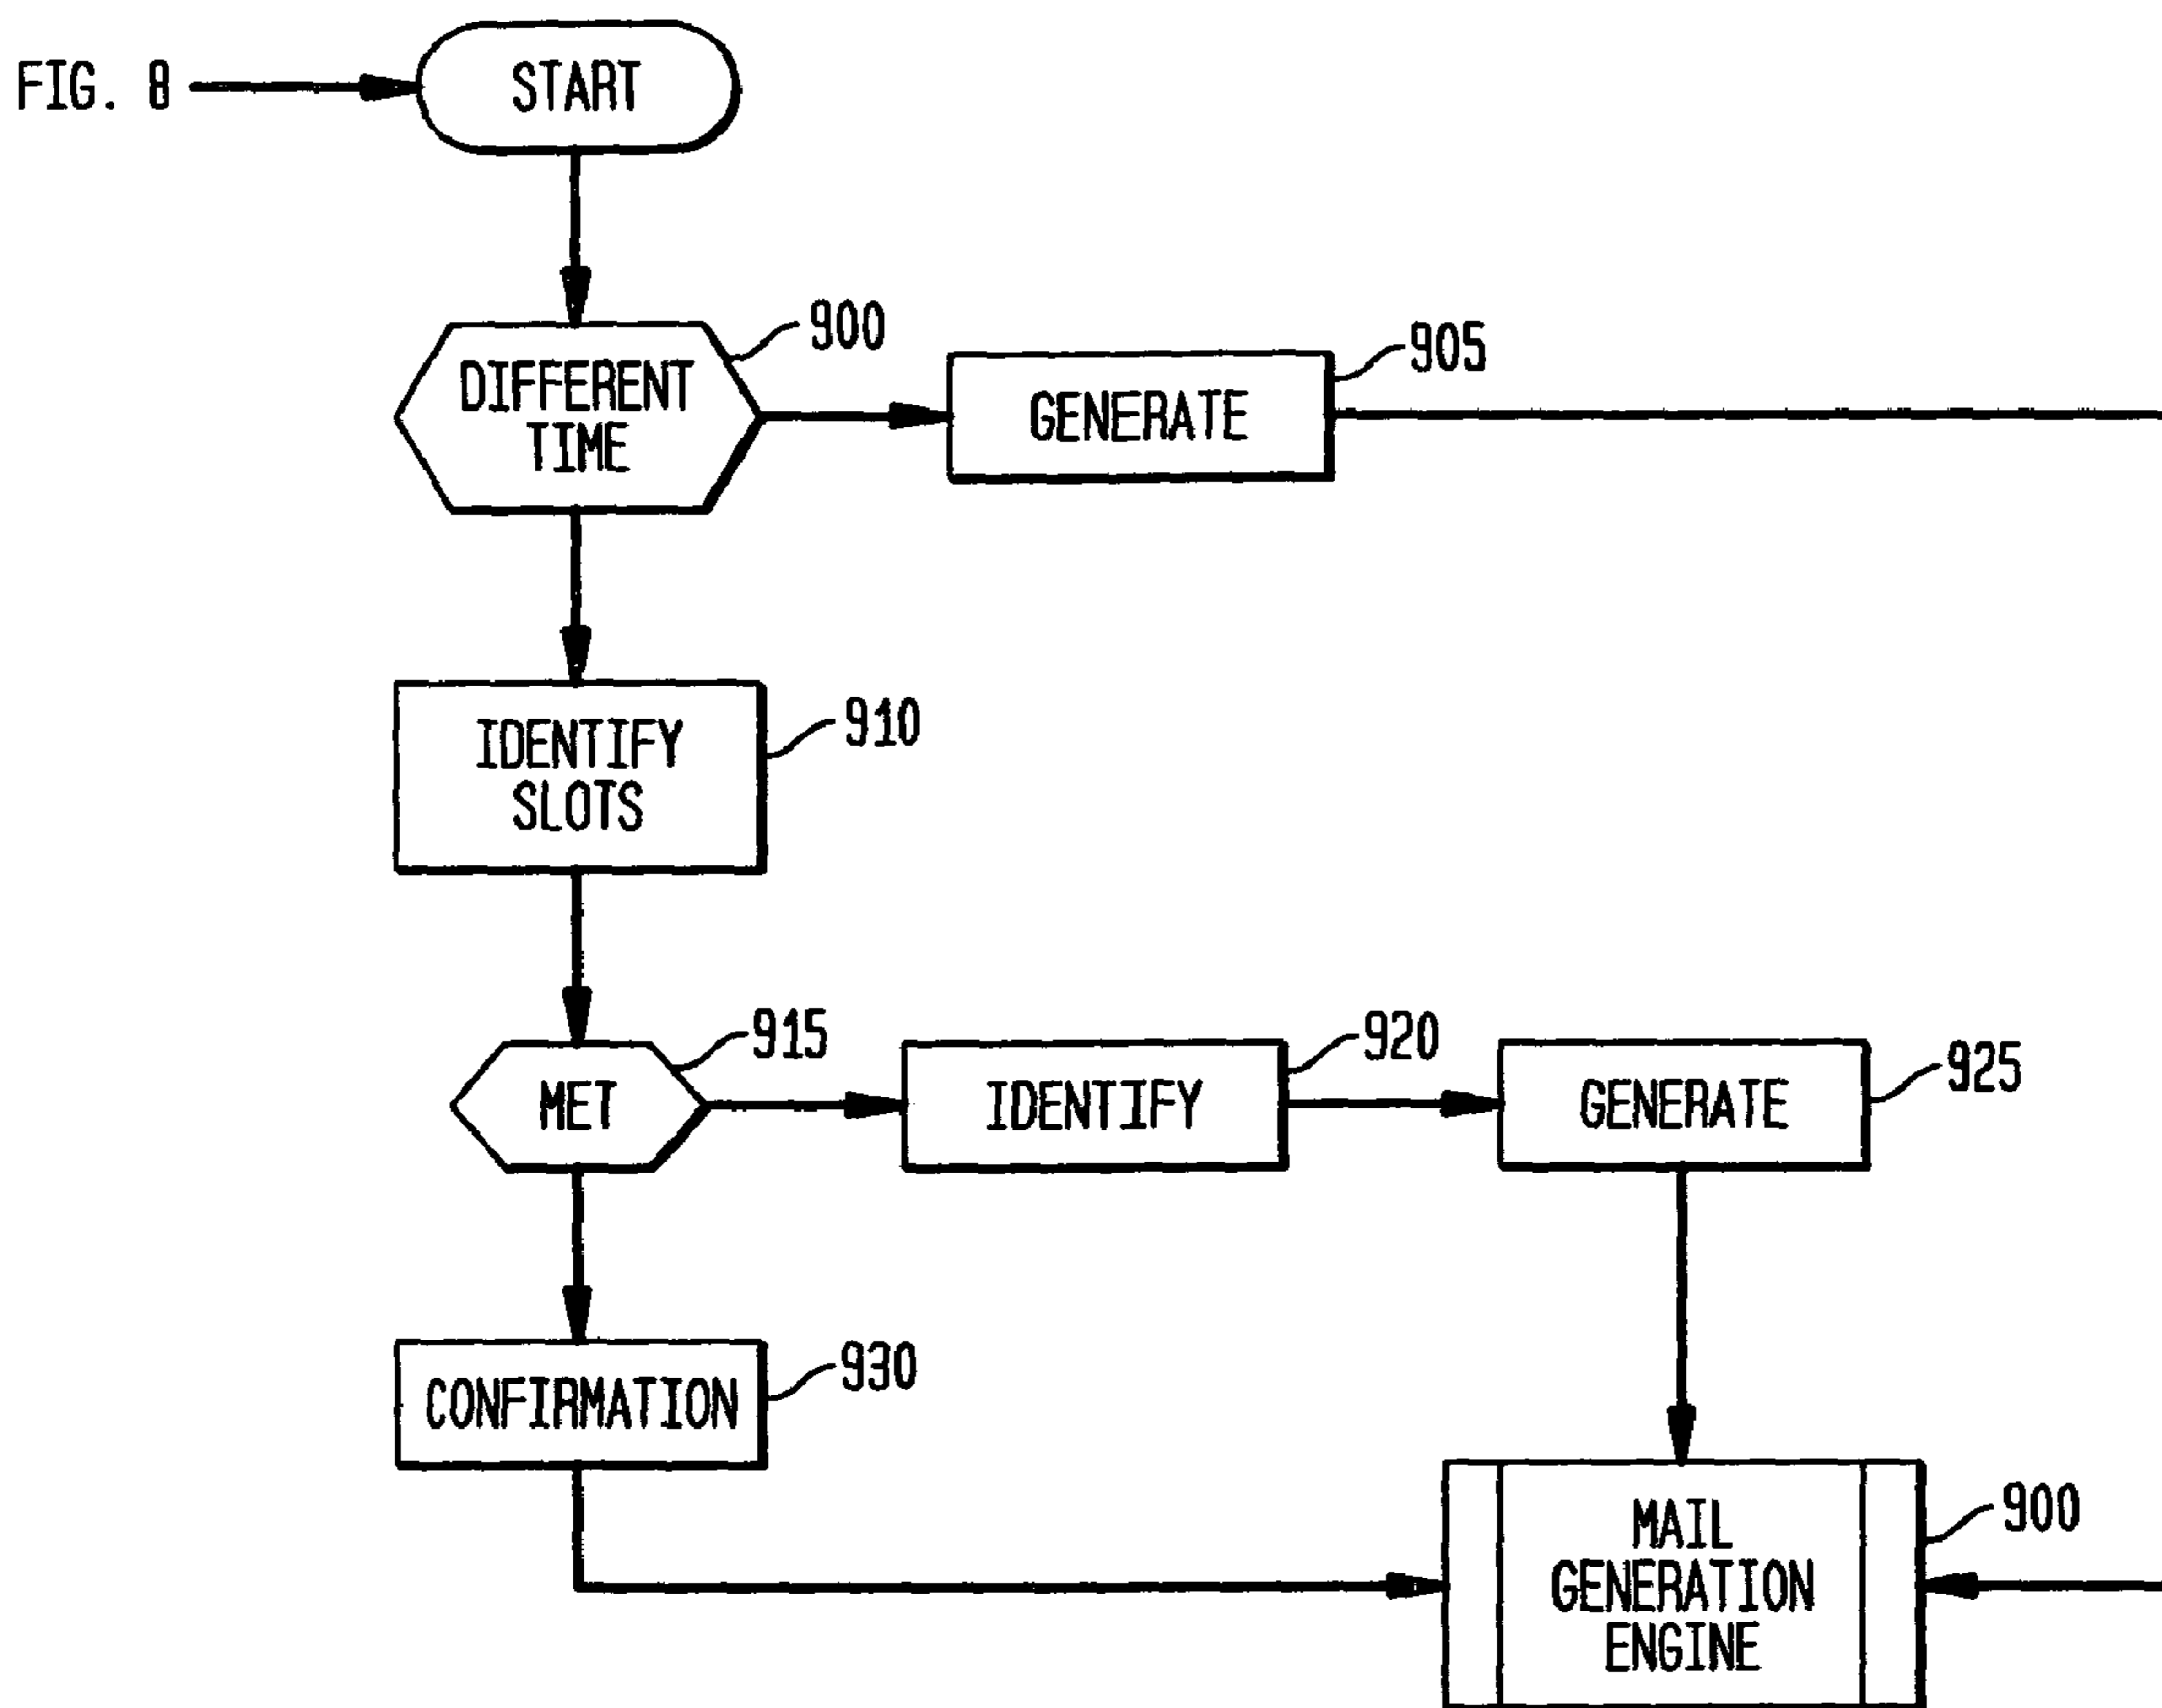 FIG. 8
START
900
DIFFERENT
TIME
905
GENERATE
910
IDENTIFY
SLOTS
915
MET
920
IDENTIFY
925
GENERATE
930
CONFIRMATION
900
MAIL
GENERATION
ENGINE